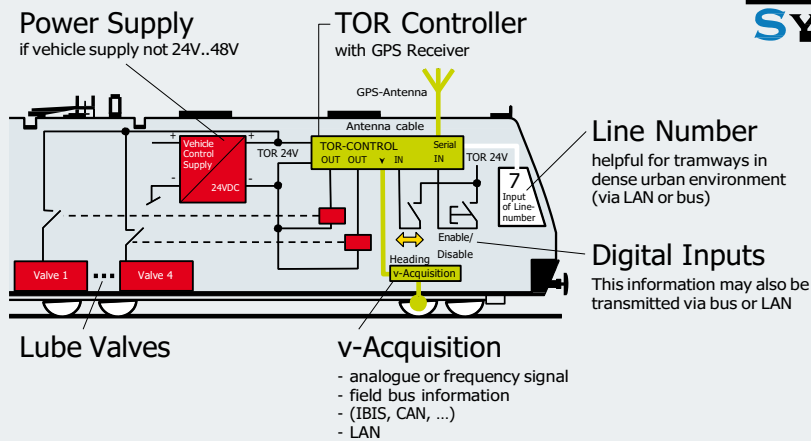 Power Supply
if vehicle supply not 24V..48V
TOR Controller
with GPS Receiver
SY
GPS-Antenna
Antenna cable
+
Vehicle
Control
Supply
+
TOR 24V
TOR-CONTROL
OUT OUT v IN
Serial
IN
TOR 24V
-
24VDC
-
7
Input
of Line-
number
Line Number
helpful for tramways in
dense urban environment
(via LAN or bus)
Enable/
Disable
Heading
v-Acquisition
Valve 1
Valve 4
Digital Inputs
This information may also be
transmitted via bus or LAN
Lube Valves
v-Acquisition
- analogue or frequency signal
- field bus information
- (IBIS, CAN, ...)
- LAN